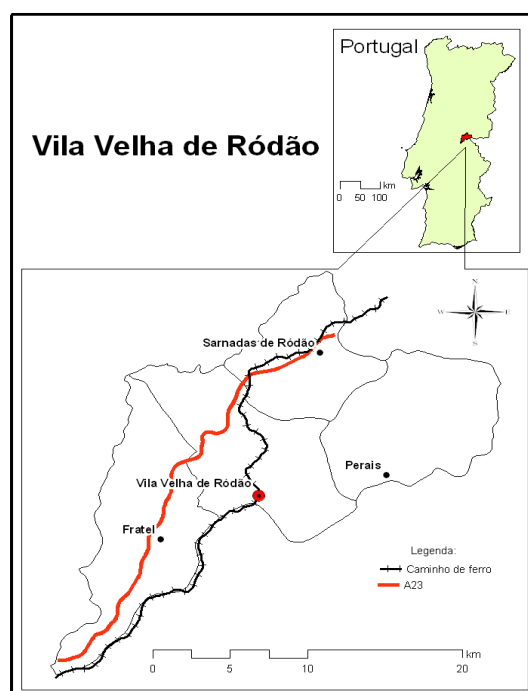 Portugal
Vila Velha de Ródão
km
0 50 100
N
W E
S
Sarnadas de Ródão
Perais
Vila Velha de Ródão
Fratel
Legenda:
Caminho de ferro
A23
km
0 5 10 20